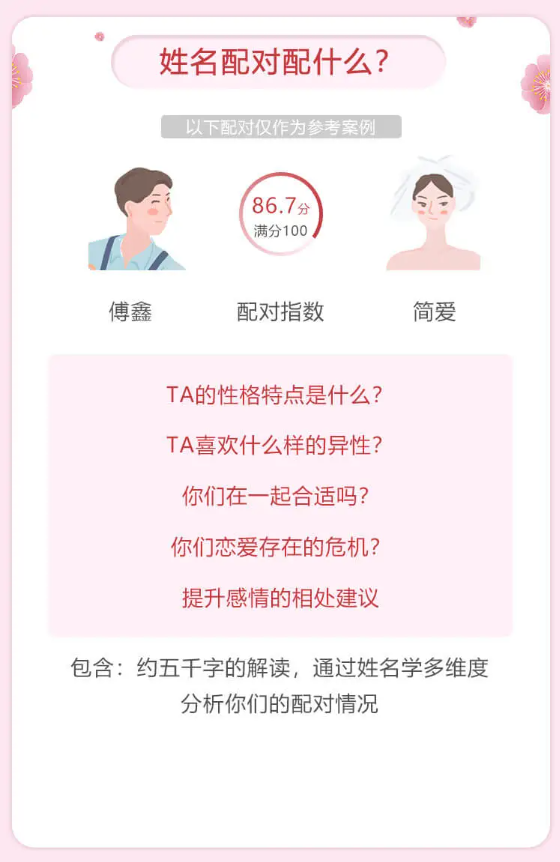 姓名配对配什么？
以下配对仅作为参考案例
86.7分
满分100
傅鑫
配对指数
简爱
TA的性格特点是什么？
TA喜欢什么样的异性？
你们在一起合适吗？
你们恋爱存在的危机？
提升感情的相处建议
包含：约五千字的解读，通过姓名学多维度
分析你们的配对情况